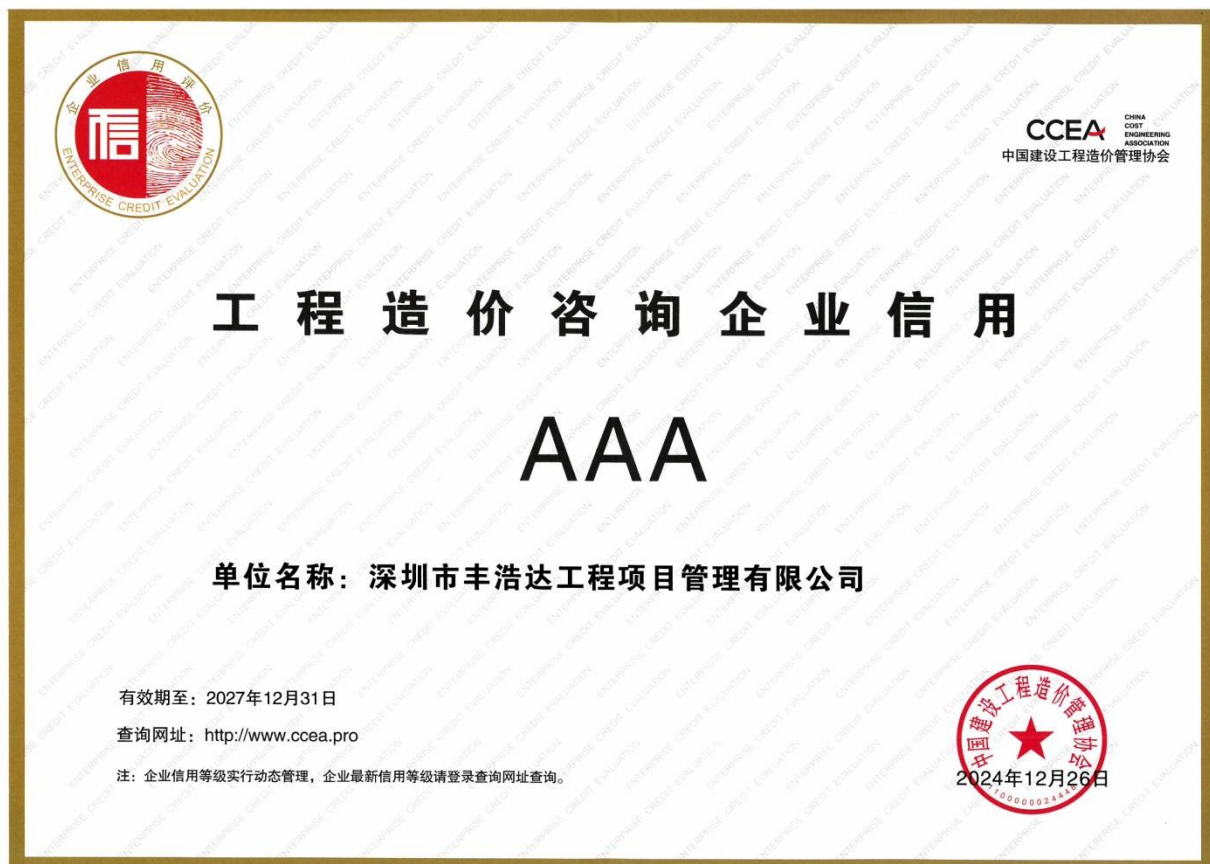 企业信用评价
信
ENTERPRISE CREDIT EVALUATION
CCEA
CHINA
COST
ENGINEERING
ASSOCIATION
中国建设工程造价管理协会
工程造价咨询企业信用
AAA
单位名称：深圳市丰浩达工程项目管理有限公司
有效期至：2027年12月31日
查询网址：http://www.ccea.pro
注：企业信用等级实行动态管理，企业最新信用等级请登录查询网址查询。
中国建设工程造价管理协会
2024年12月26日